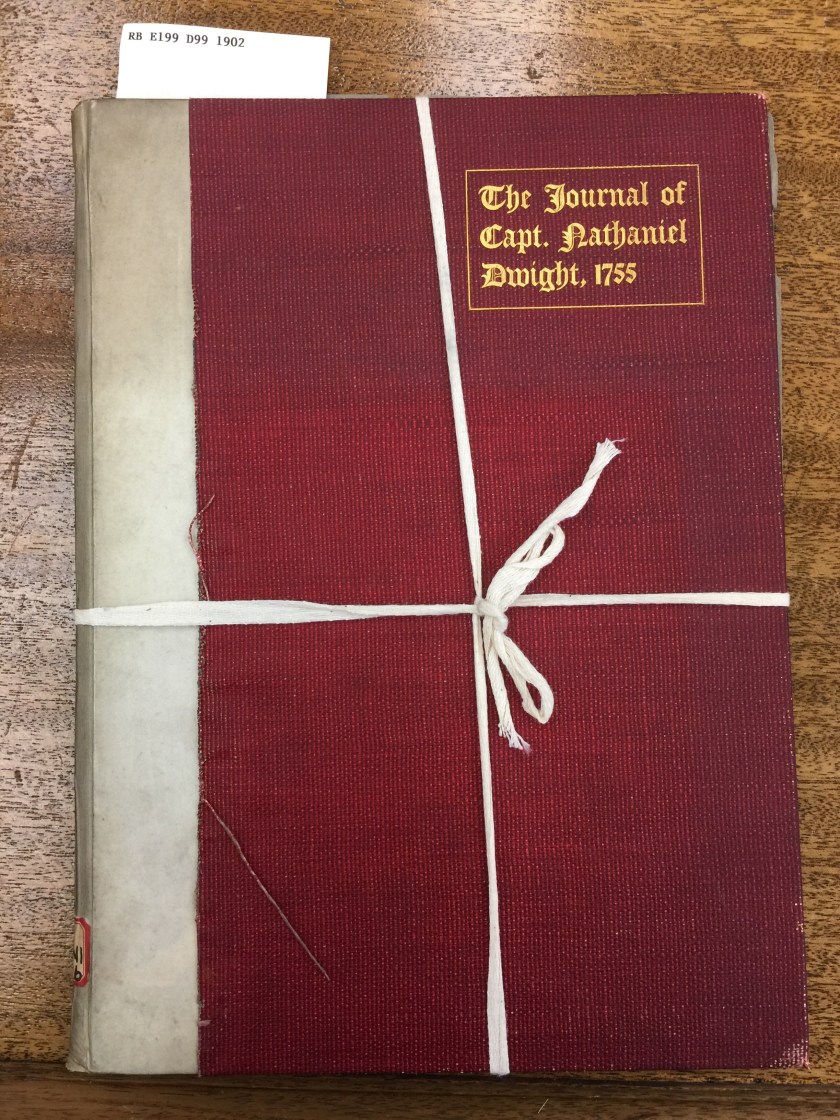 RB E199 D99 1902
The Journal of
Capt. Nathaniel
Dwight, 1755